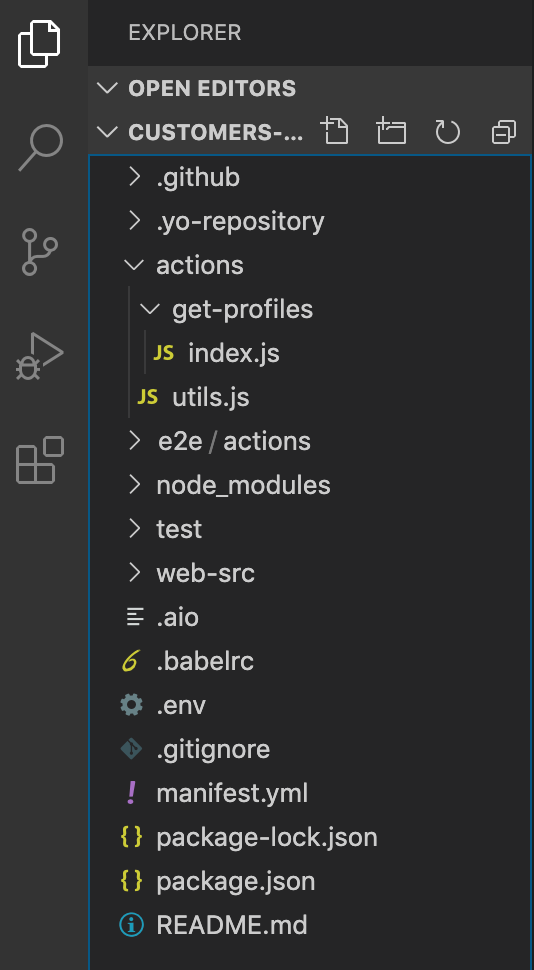 EXPLORER
OPEN EDITORS
CUSTOMERS-...
.github
.yo-repository
actions
get-profiles
JS index.js
JS utils.js
e2e / actions
node_modules
test
web-src
.aio
6 .babelrc
.env
.gitignore
! manifest.yml
{} package-lock.json
{} package.json
i README.md